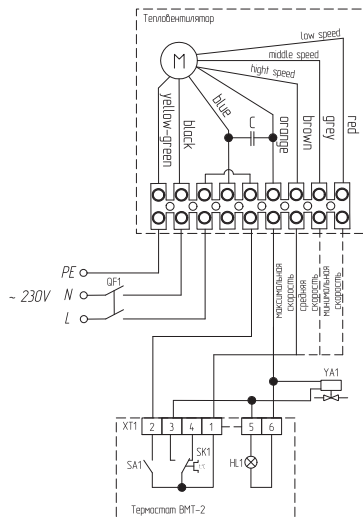 Тепловентилятор
low speed
middle speed
hight speed
M
yellow-green
black
blue
C
orange
brown
grey
red
PE
~ 230V
N
QF1
L
максимальная скорость
средняя скорость
минимальная скорость
YA1
XT1
2
3
4
1
5
6
SA1
SK1
t°C
HL1
Термостат ВМТ-2